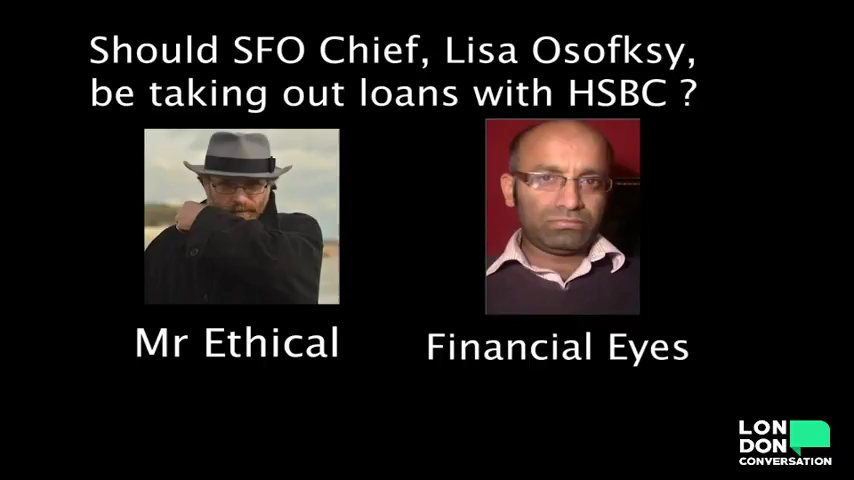 Should SFO Chief, Lisa Osofksy,
be taking out loans with HSBC ?
Mr Ethical
Financial Eyes
LON
DON
CONVERSATION